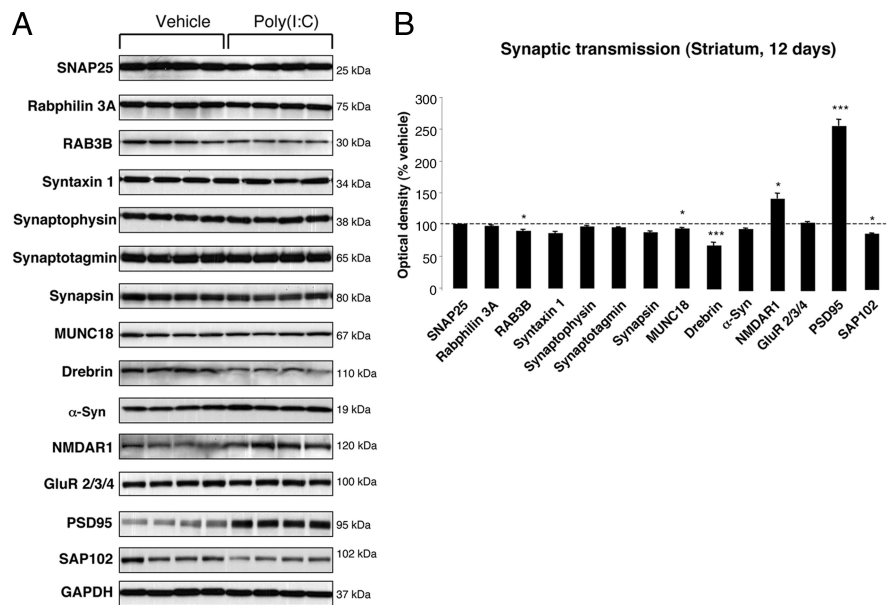 A
Vehicle
Poly(I:C)
SNAP25
25 kDa
Rabphilin 3A
75 kDa
RAB3B
30 kDa
Syntaxin 1
34 kDa
Synaptophysin
38 kDa
Synaptotagmin
65 kDa
Synapsin
80 kDa
MUNC18
67 kDa
Drebrin
110 kDa
α-Syn
19 kDa
NMDAR1
120 kDa
GluR 2/3/4
100 kDa
PSD95
95 kDa
SAP102
102 kDa
GAPDH
37 kDa
B
Synaptic transmission (Striatum, 12 days)
Optical density (% vehicle)
300
250
200
150
100
50
0
*
*
***
*
***
*
SNAP25
Rabphilin 3A
RAB3B
Syntaxin 1
Synaptophysin
Synaptotagmin
Synapsin
MUNC18
Drebrin
α-Syn
NMDAR1
GluR 2/3/4
PSD95
SAP102